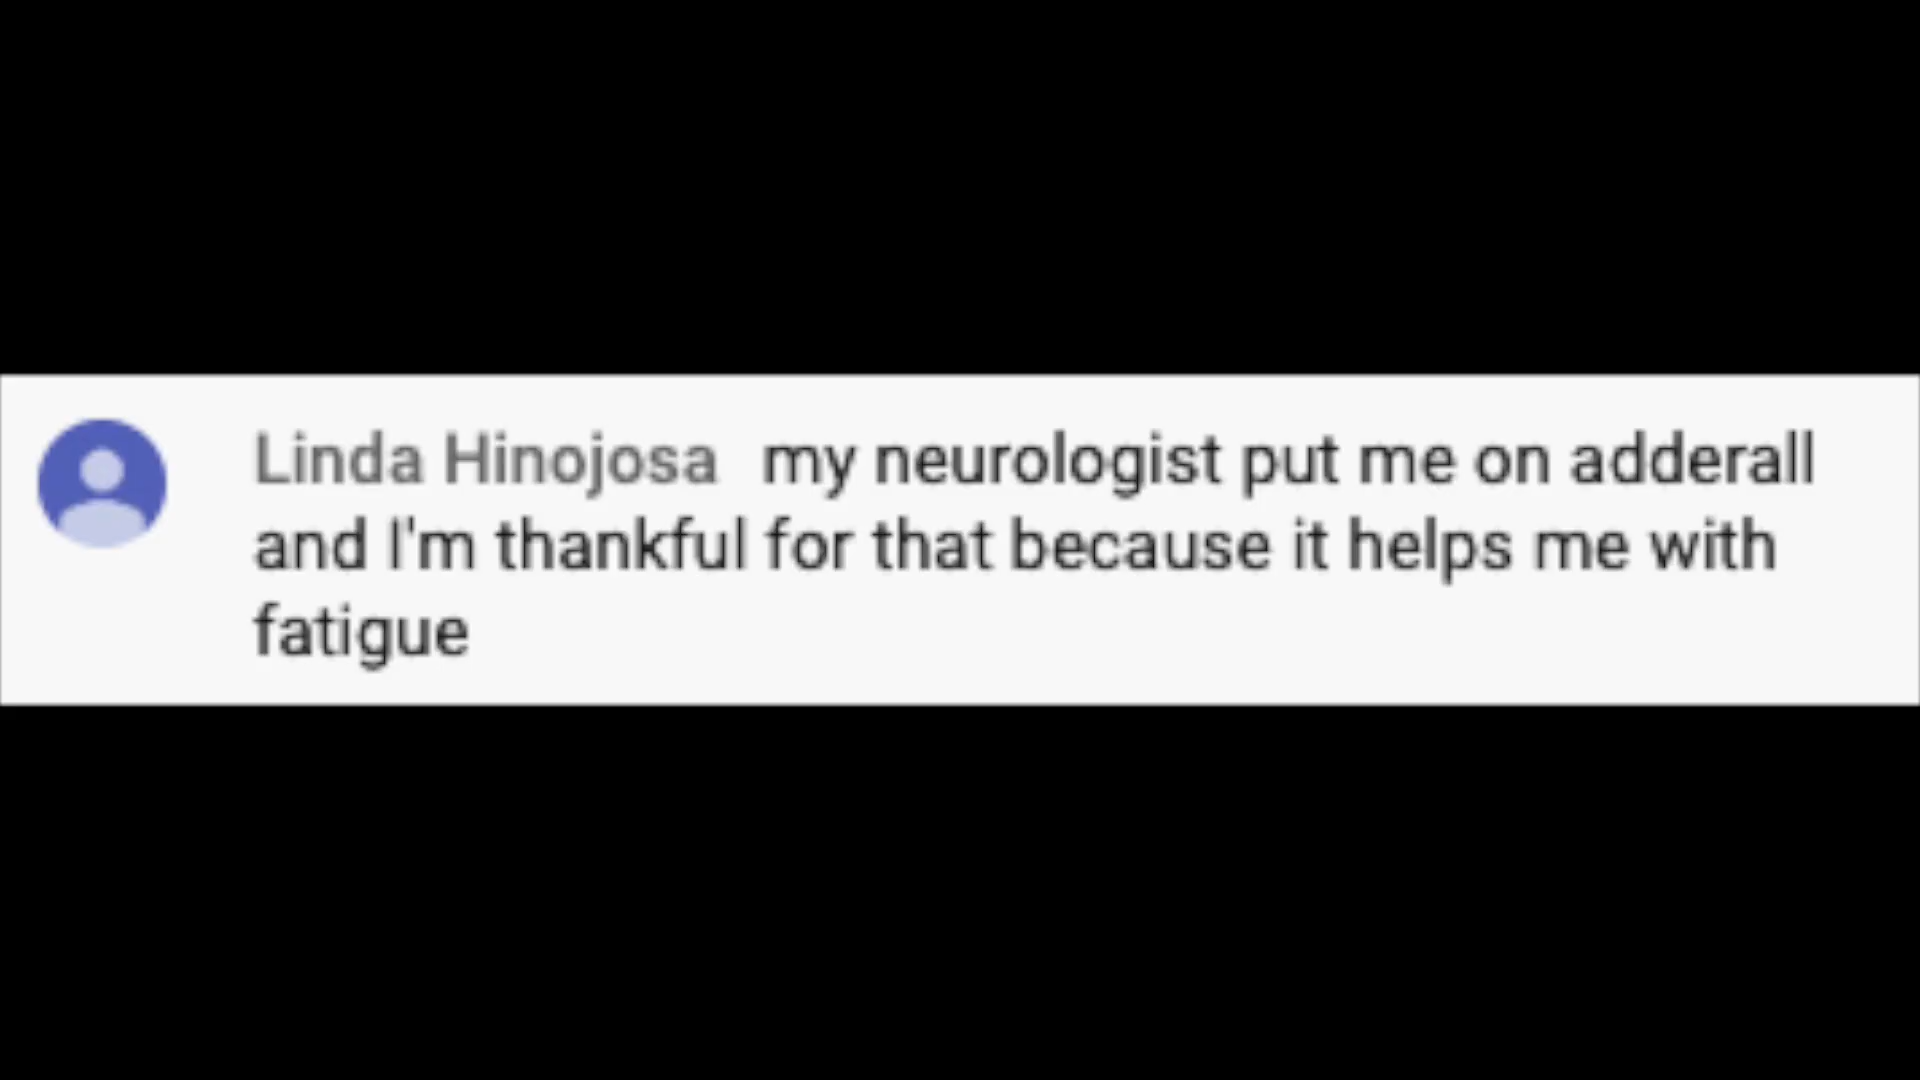 Linda Hinojosa my neurologist put me on adderall
and I'm thankful for that because it helps me with
fatigue